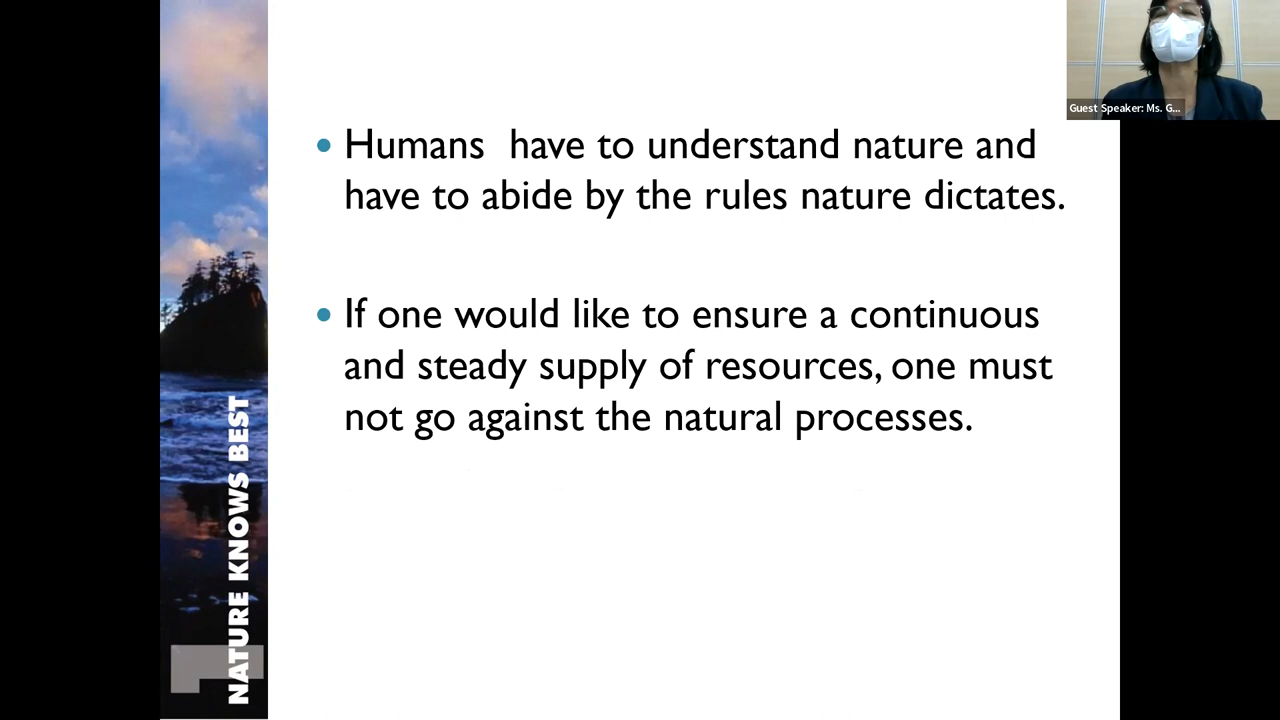 Humans  have to understand nature and
have to abide by the rules nature dictates.
If one would like to ensure a continuous
and steady supply of resources, one must
not go against the natural processes.
NATURE KNOWS BEST
Guest Speaker: Ms. G...